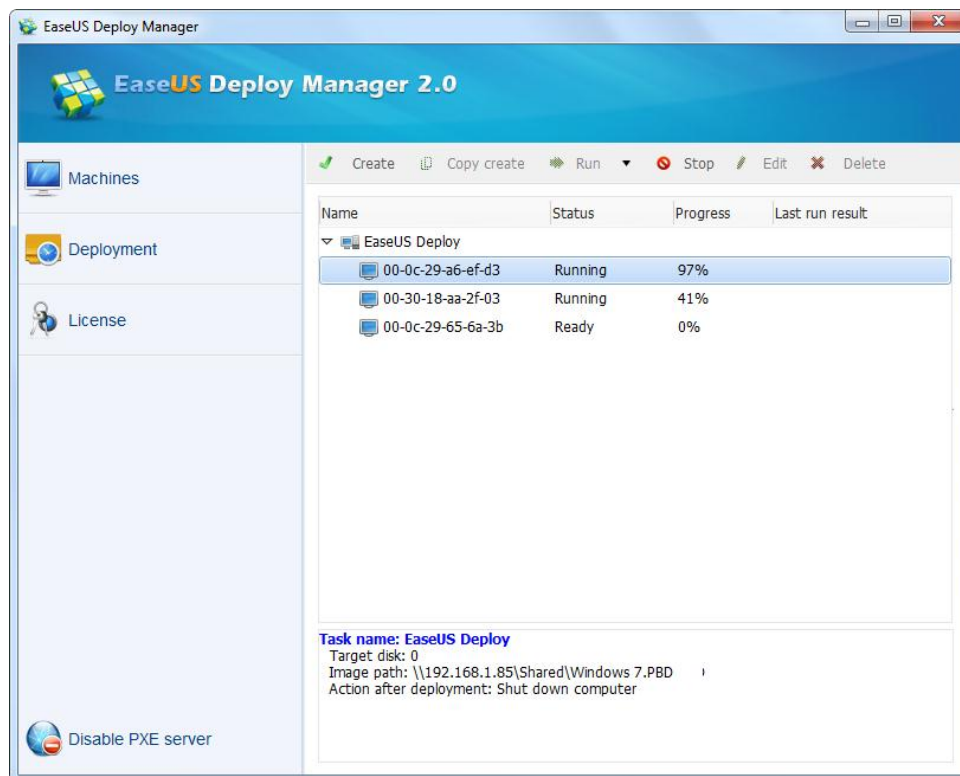 EaseUS Deploy Manager
EaseUS Deploy Manager 2.0
Machines
Deployment
License
Disable PXE server
Create Copy create Run Stop Edit Delete
Name Status Progress Last run result
EaseUS Deploy
00-0c-29-a6-ef-d3 Running 97%
00-30-18-aa-2f-03 Running 41%
00-0c-29-65-6a-3b Ready 0%
Task name: EaseUS Deploy
Target disk: 0
Image path: \\192.168.1.85\Shared\Windows 7.PBD
Action after deployment: Shut down computer